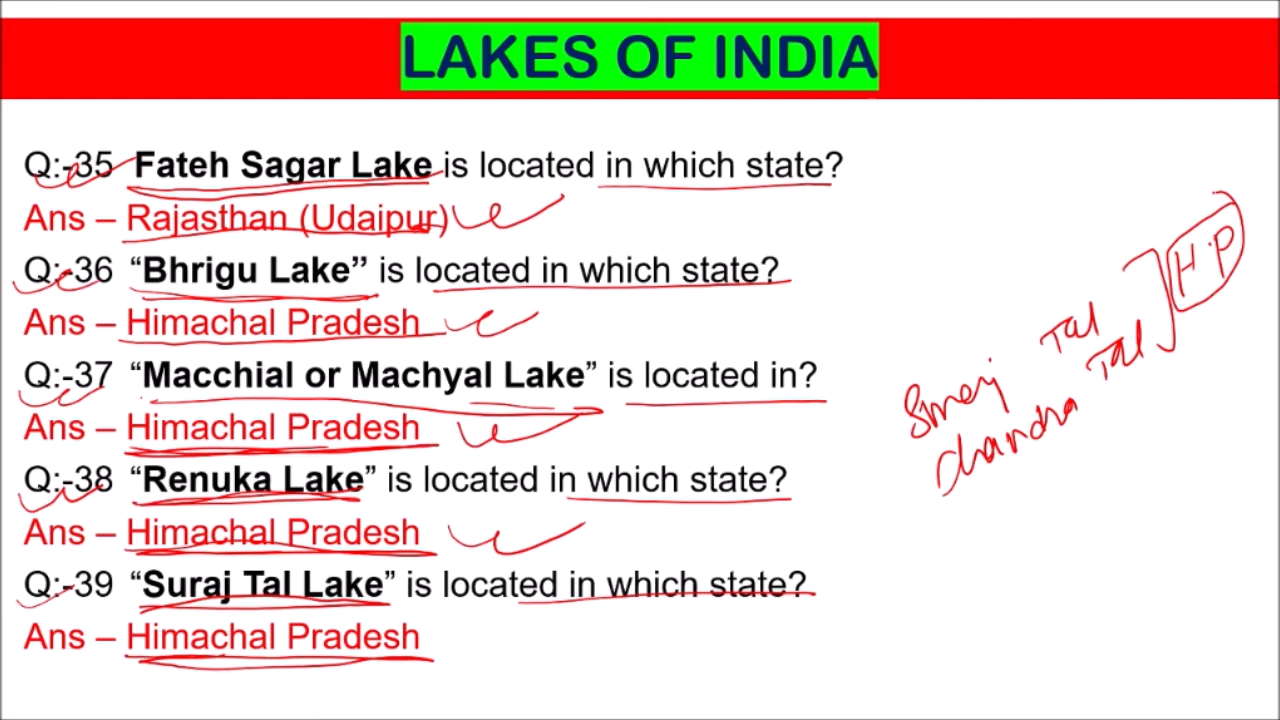 LAKES OF INDIA
Q:-35 Fateh Sagar Lake is located in which state?
Ans – Rajasthan (Udaipur)
Q:-36 “Bhrigu Lake” is located in which state?
Ans – Himachal Pradesh
Q:-37 “Macchial or Machyal Lake” is located in?
Ans – Himachal Pradesh
Q:-38 “Renuka Lake” is located in which state?
Ans – Himachal Pradesh
Q:-39 “Suraj Tal Lake” is located in which state?
Ans – Himachal Pradesh
Suraj Tal
Chandra Tal
H.P